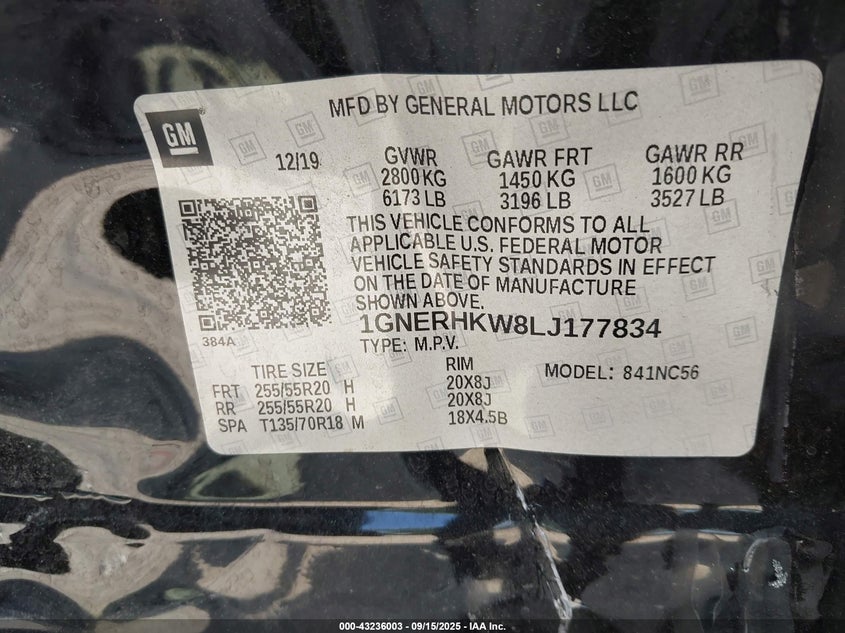 MFD BY GENERAL MOTORS LLC
GM
12/19
GVWR GAWR FRT GAWR RR
2800 KG 1450 KG 1600 KG
6173 LB 3196 LB 3527 LB
THIS VEHICLE CONFORMS TO ALL
APPLICABLE U.S. FEDERAL MOTOR
VEHICLE SAFETY STANDARDS IN EFFECT
ON THE DATE OF MANUFACTURE
SHOWN ABOVE.
384A
1GNERHKW8LJ177834
TYPE: M.P.V.
TIRE SIZE RIM MODEL: 841NC56
FRT 255/55R20 H 20X8J
RR 255/55R20 H 20X8J
SPA T135/70R18 M 18X4.5B
000-43236003 - 09/15/2025 - IAA Inc.